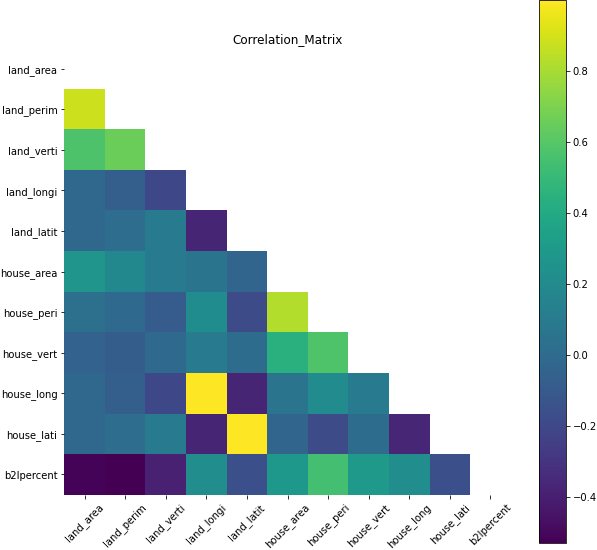 Correlation_Matrix
land_area
land_perim
land_verti
land_longi
land_latit
house_area
house_peri
house_vert
house_long
house_lati
b2lpercent
land_area
land_perim
land_verti
land_longi
land_latit
house_area
house_peri
house_vert
house_long
house_lati
b2lpercent
0.8
0.6
0.4
0.2
0.0
−0.2
−0.4